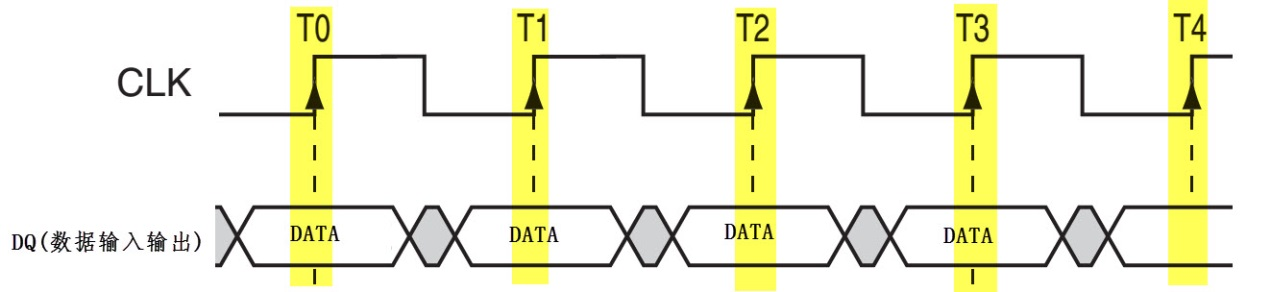 T0 T1 T2 T3 T4
CLK
DQ(数据输入输出) DATA DATA DATA DATA